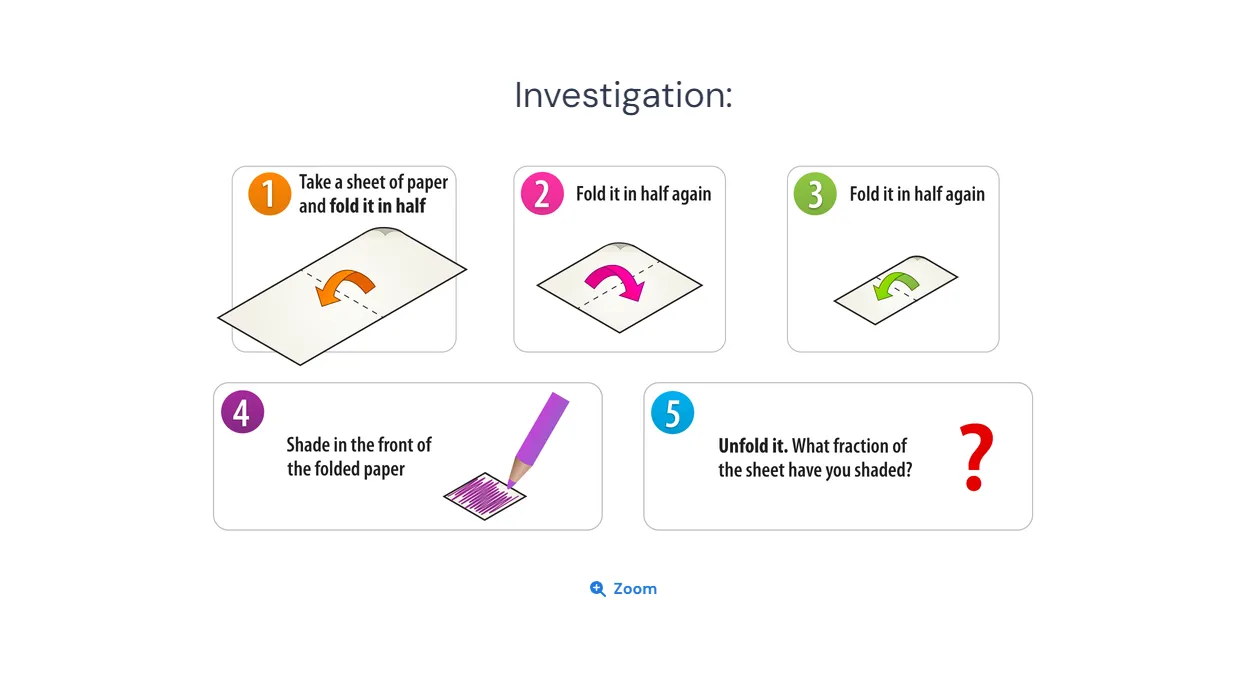 Investigation:
1
Take a sheet of paper
and fold it in half
2
Fold it in half again
3
Fold it in half again
4
Shade in the front of
the folded paper
5
Unfold it. What fraction of
the sheet have you shaded?
?
Zoom